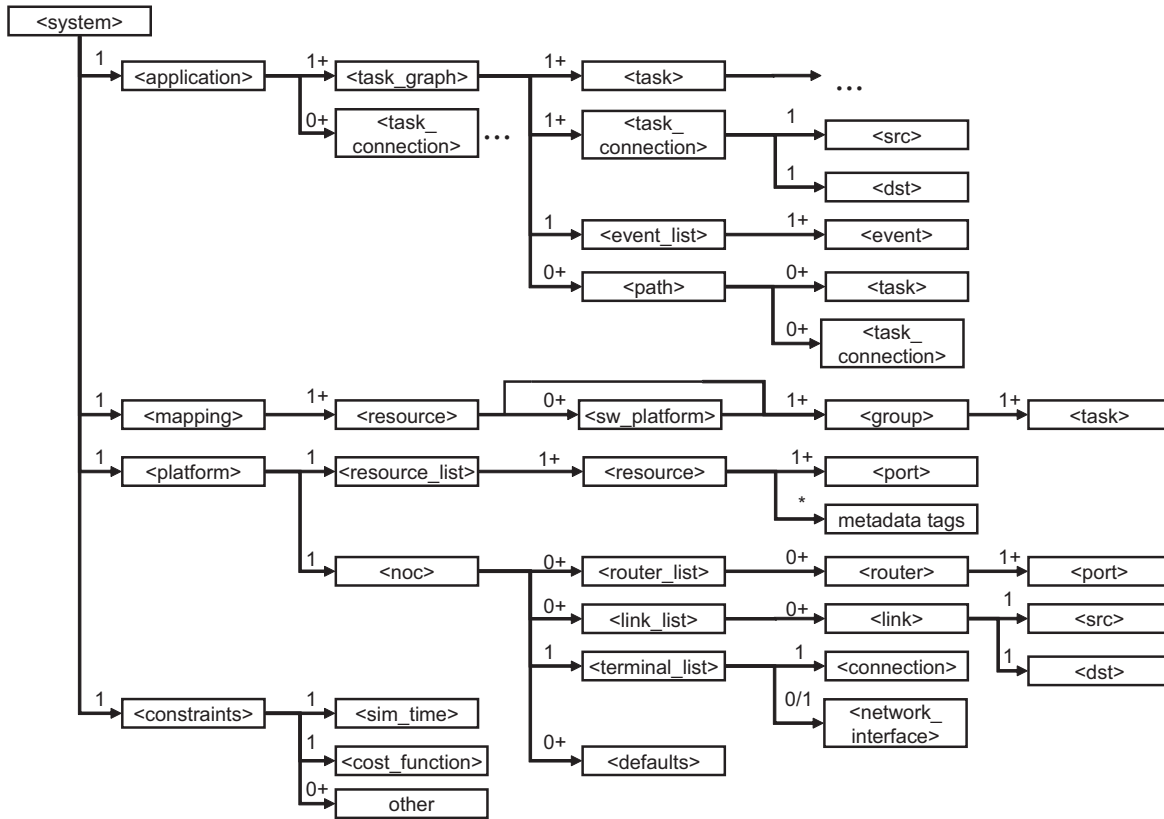 <system>
1
<application>
1+
<task_graph>
1+
<task>
...
0+
<task_
connection>
...
1+
<task_
connection>
1
<src>
1
<dst>
1
<event_list>
1+
<event>
0+
<path>
0+
<task>
0+
<task_
connection>
1
<mapping>
1+
<resource>
0+
<sw_platform>
1+
<group>
1+
<task>
1
<platform>
1
<resource_list>
1+
<resource>
1+
<port>
*
metadata tags
1
<noc>
0+
<router_list>
0+
<router>
1+
<port>
0+
<link_list>
0+
<link>
1
<src>
1
<dst>
1
<terminal_list>
1
<connection>
0/1
<network_
interface>
0+
<defaults>
1
<constraints>
1
<sim_time>
1
<cost_function>
0+
other